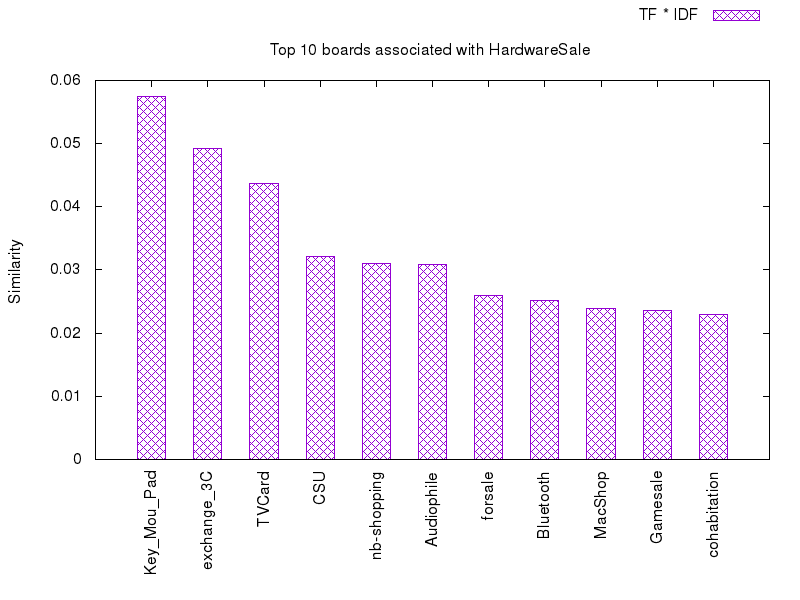 TF * IDF
Top 10 boards associated with HardwareSale
0.06
0.05
0.04
0.03
0.02
0.01
0
Similarity
Key_Mou_Pad
exchange_3C
TVCard
CSU
nb-shopping
Audiophile
forsale
Bluetooth
MacShop
Gamesale
cohabitation